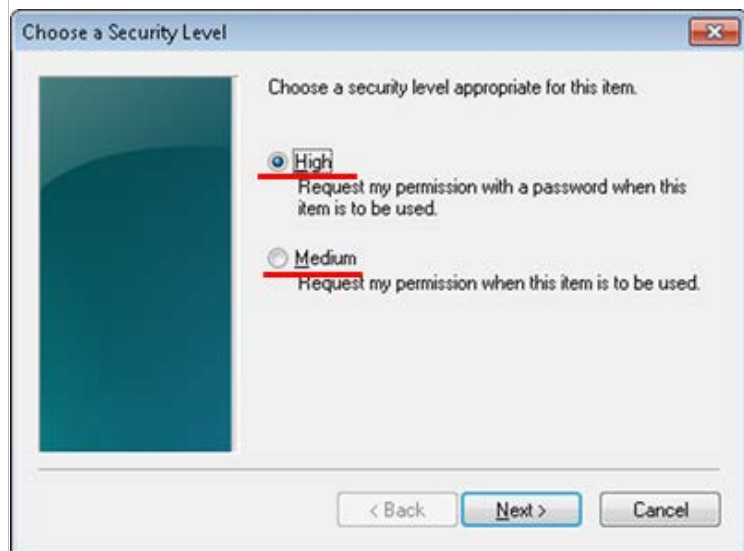 Choose a Security Level
Choose a security level appropriate for this item.
High
Request my permission with a password when this
item is to be used.
Medium
Request my permission when this item is to be used.
< Back
Next >
Cancel